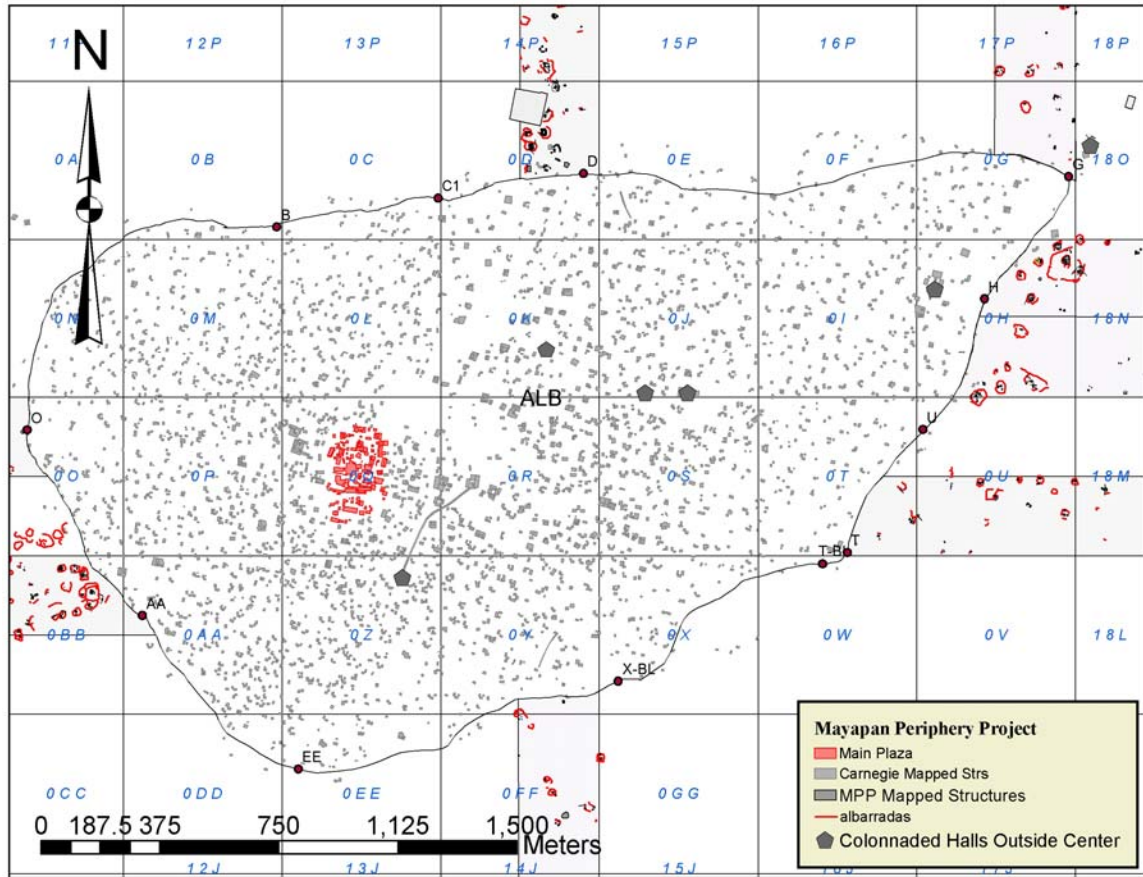 11P 12P 13P 14P 15P 16P 17P 18P
N
0A 0B 0C 0D D 0E 0F 0G G 18O
B C1
0N 0M 0L 0K 0J 0I H 0H 18N
ALB
O U
0O 0P 0Q 0R 0S 0T 0U 18M
T-BL T
AA
0BB 0AA 0Z 0Y 0X 0W 0V 18L
X-BL
EE
0CC 0DD 0EE 0FF 0GG
0 187.5 375 750 1,125 1,500
Meters
12J 13J 14J 15J
Mayapan Periphery Project
Main Plaza
Carnegie Mapped Strs
MPP Mapped Structures
albarradas
Colonnaded Halls Outside Center